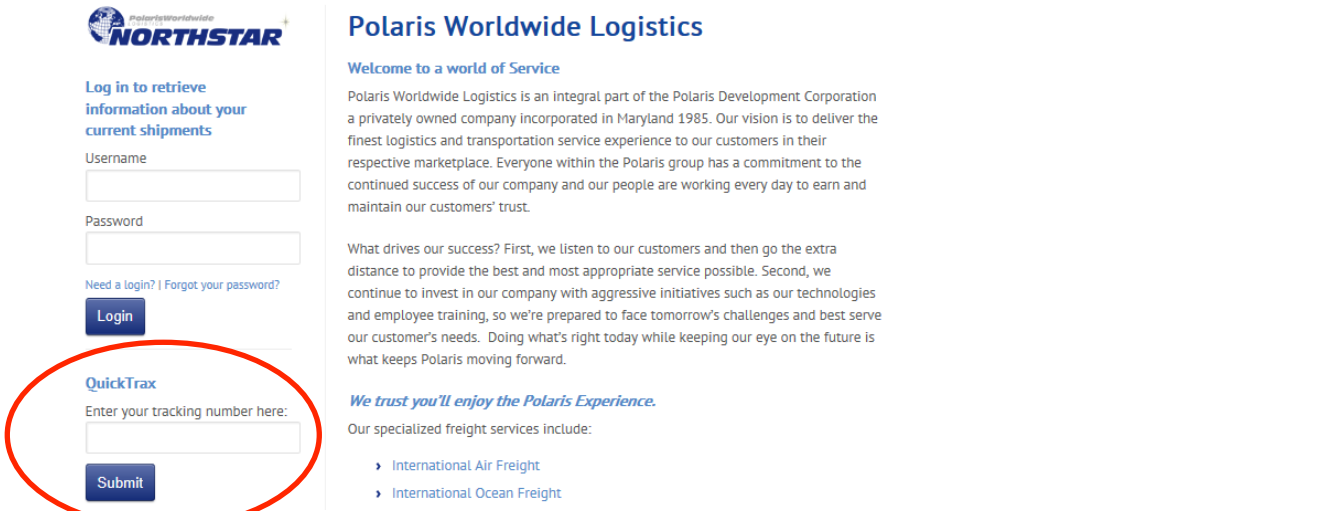 PolarisWorldwide
LOGISTICS
NORTHSTAR
Log in to retrieve
information about your
current shipments
Username
Password
Need a login? | Forgot your password?
Login
QuickTrax
Enter your tracking number here:
Submit
Polaris Worldwide Logistics
Welcome to a world of Service
Polaris Worldwide Logistics is an integral part of the Polaris Development Corporation
a privately owned company incorporated in Maryland 1985. Our vision is to deliver the
finest logistics and transportation service experience to our customers in their
respective marketplace. Everyone within the Polaris group has a commitment to the
continued success of our company and our people are working every day to earn and
maintain our customers' trust.
What drives our success? First, we listen to our customers and then go the extra
distance to provide the best and most appropriate service possible. Second, we
continue to invest in our company with aggressive initiatives such as our technologies
and employee training, so we're prepared to face tomorrow's challenges and best serve
our customer's needs.  Doing what's right today while keeping our eye on the future is
what keeps Polaris moving forward.
We trust you'll enjoy the Polaris Experience.
Our specialized freight services include:
› International Air Freight
› International Ocean Freight